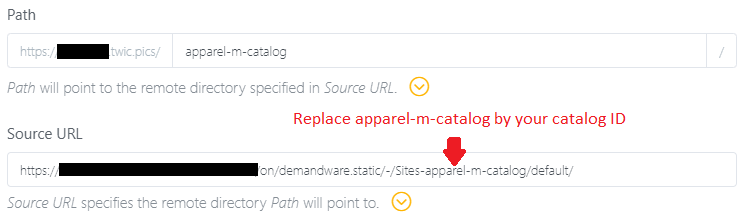 Path
https:/ .twic.pics/ apparel-m-catalog /
Path will point to the remote directory specified in Source URL.
Replace apparel-m-catalog by your catalog ID
Source URL
https:// /on/demandware.static/-/Sites-apparel-m-catalog/default/
Source URL specifies the remote directory Path will point to.